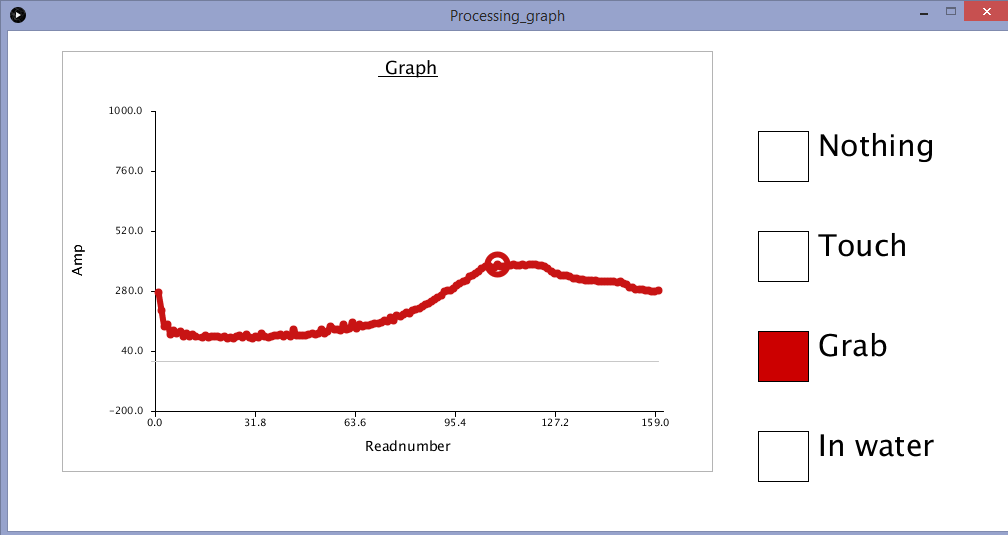 Processing_graph
Graph
1000.0
760.0
520.0
280.0
40.0
-200.0
Amp
0.0 31.8 63.6 95.4 127.2 159.0
Readnumber
Nothing
Touch
Grab
In water